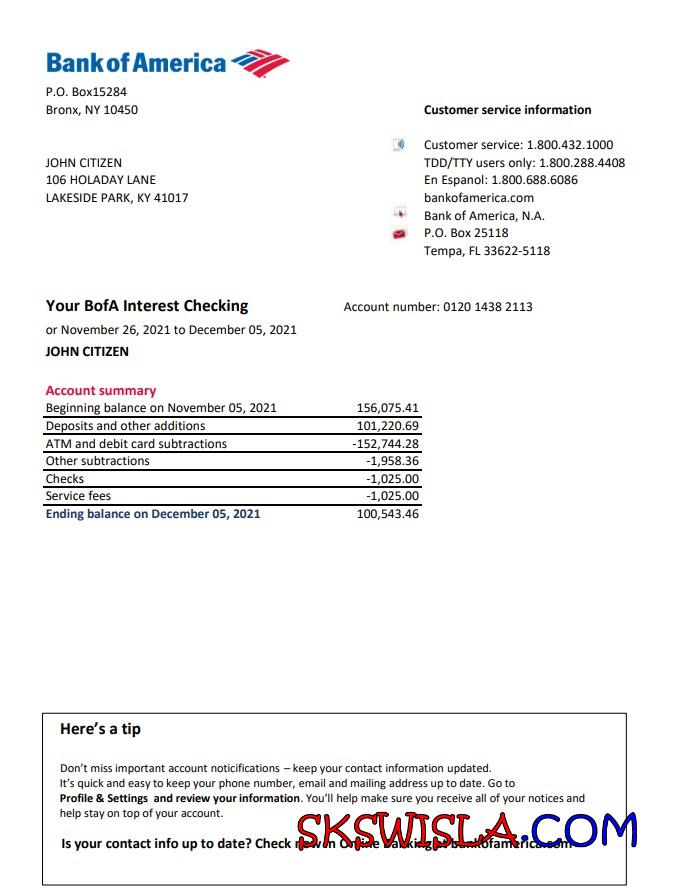 Bank of America
P.O. Box15284
Bronx, NY 10450
Customer service information
Customer service: 1.800.432.1000
JOHN CITIZEN
TDD/TTY users only: 1.800.288.4408
106 HOLADAY LANE
En Espanol: 1.800.688.6086
LAKESIDE PARK, KY 41017
bankofamerica.com
Bank of America, N.A.
P.O. Box 25118
Tempa, FL 33622-5118
Your BofA Interest Checking
Account number: 0120 1438 2113
or November 26, 2021 to December 05, 2021
JOHN CITIZEN
Account summary
Beginning balance on November 05, 2021 156,075.41
Deposits and other additions 101,220.69
ATM and debit card subtractions -152,744.28
Other subtractions -1,958.36
Checks -1,025.00
Service fees -1,025.00
Ending balance on December 05, 2021 100,543.46
Here's a tip
Don't miss important account noticifications – keep your contact information updated.
It's quick and easy to keep your phone number, email and mailing address up to date. Go to
Profile & Settings and review your information. You'll help make sure you receive all of your notices and
help stay on top of your account.
SKSWISLA.COM
Is your contact info up to date? Check now in Online Banking at bankofamerica.com